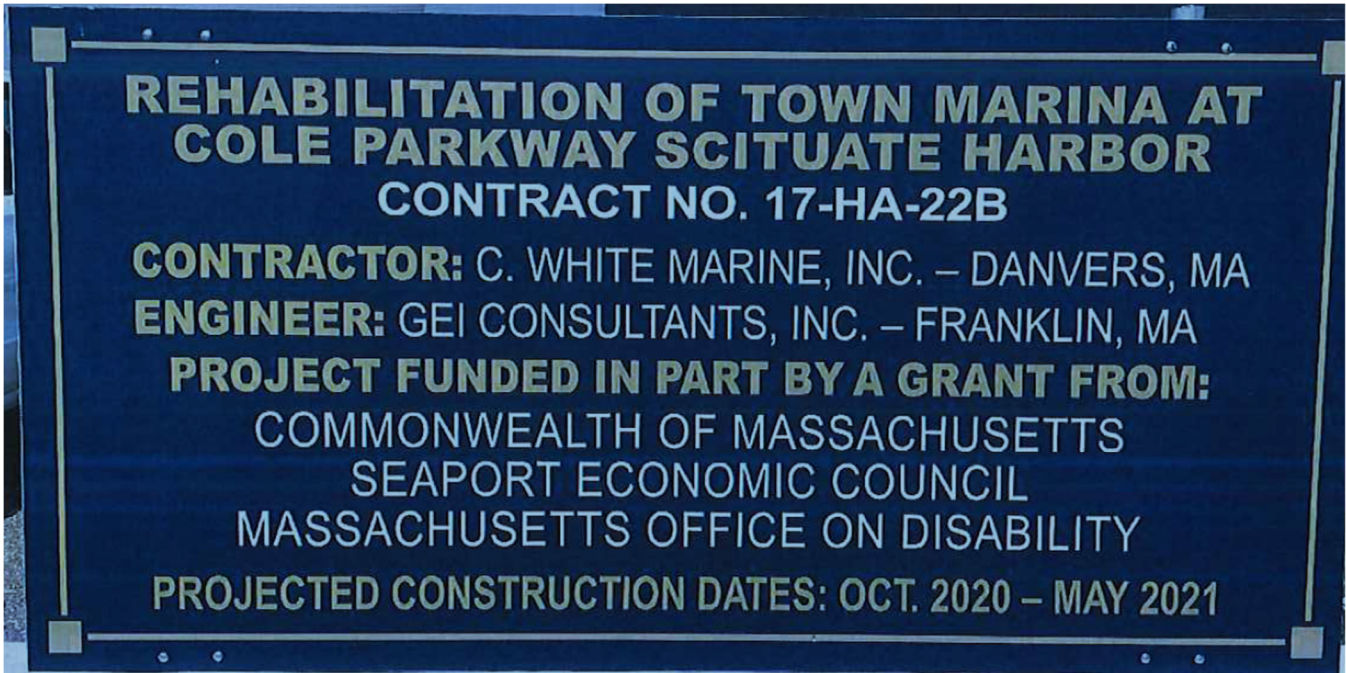 REHABILITATION OF TOWN MARINA AT
COLE PARKWAY SCITUATE HARBOR
CONTRACT NO. 17-HA-22B
CONTRACTOR: C. WHITE MARINE, INC. – DANVERS, MA
ENGINEER: GEI CONSULTANTS, INC. – FRANKLIN, MA
PROJECT FUNDED IN PART BY A GRANT FROM:
COMMONWEALTH OF MASSACHUSETTS
SEAPORT ECONOMIC COUNCIL
MASSACHUSETTS OFFICE ON DISABILITY
PROJECTED CONSTRUCTION DATES: OCT. 2020 – MAY 2021